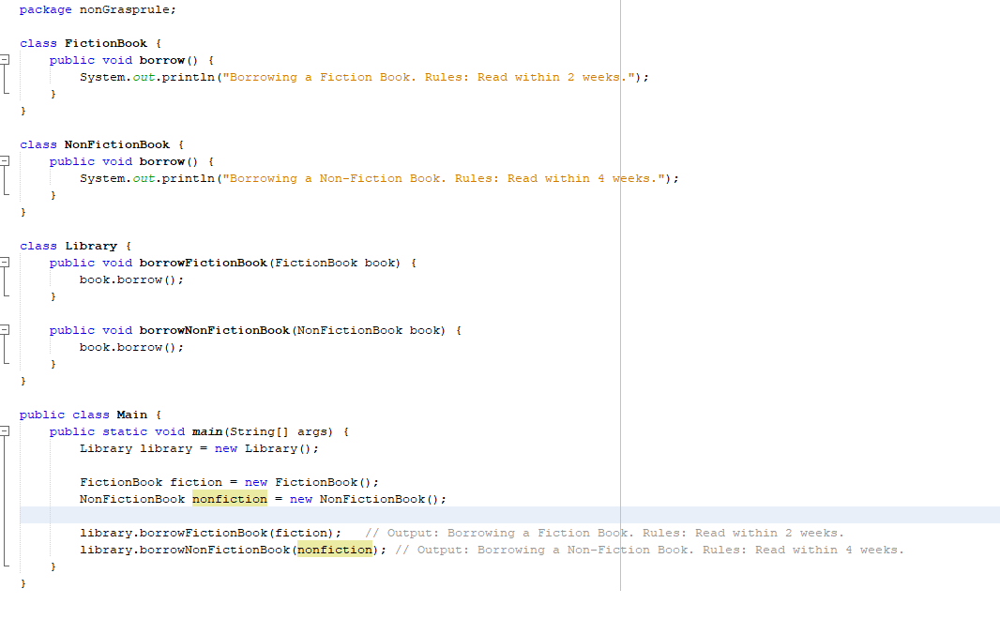 package nonGrasprule;
class FictionBook {
public void borrow() {
System.out.println("Borrowing a Fiction Book. Rules: Read within 2 weeks.");
}
}
class NonFictionBook {
public void borrow() {
System.out.println("Borrowing a Non-Fiction Book. Rules: Read within 4 weeks.");
}
}
class Library {
public void borrowFictionBook(FictionBook book) {
book.borrow();
}
public void borrowNonFictionBook(NonFictionBook book) {
book.borrow();
}
}
public class Main {
public static void main(String[] args) {
Library library = new Library();
FictionBook fiction = new FictionBook();
NonFictionBook nonfiction = new NonFictionBook();
library.borrowFictionBook(fiction);   // Output: Borrowing a Fiction Book. Rules: Read within 2 weeks.
library.borrowNonFictionBook(nonfiction); // Output: Borrowing a Non-Fiction Book. Rules: Read within 4 weeks.
}
}